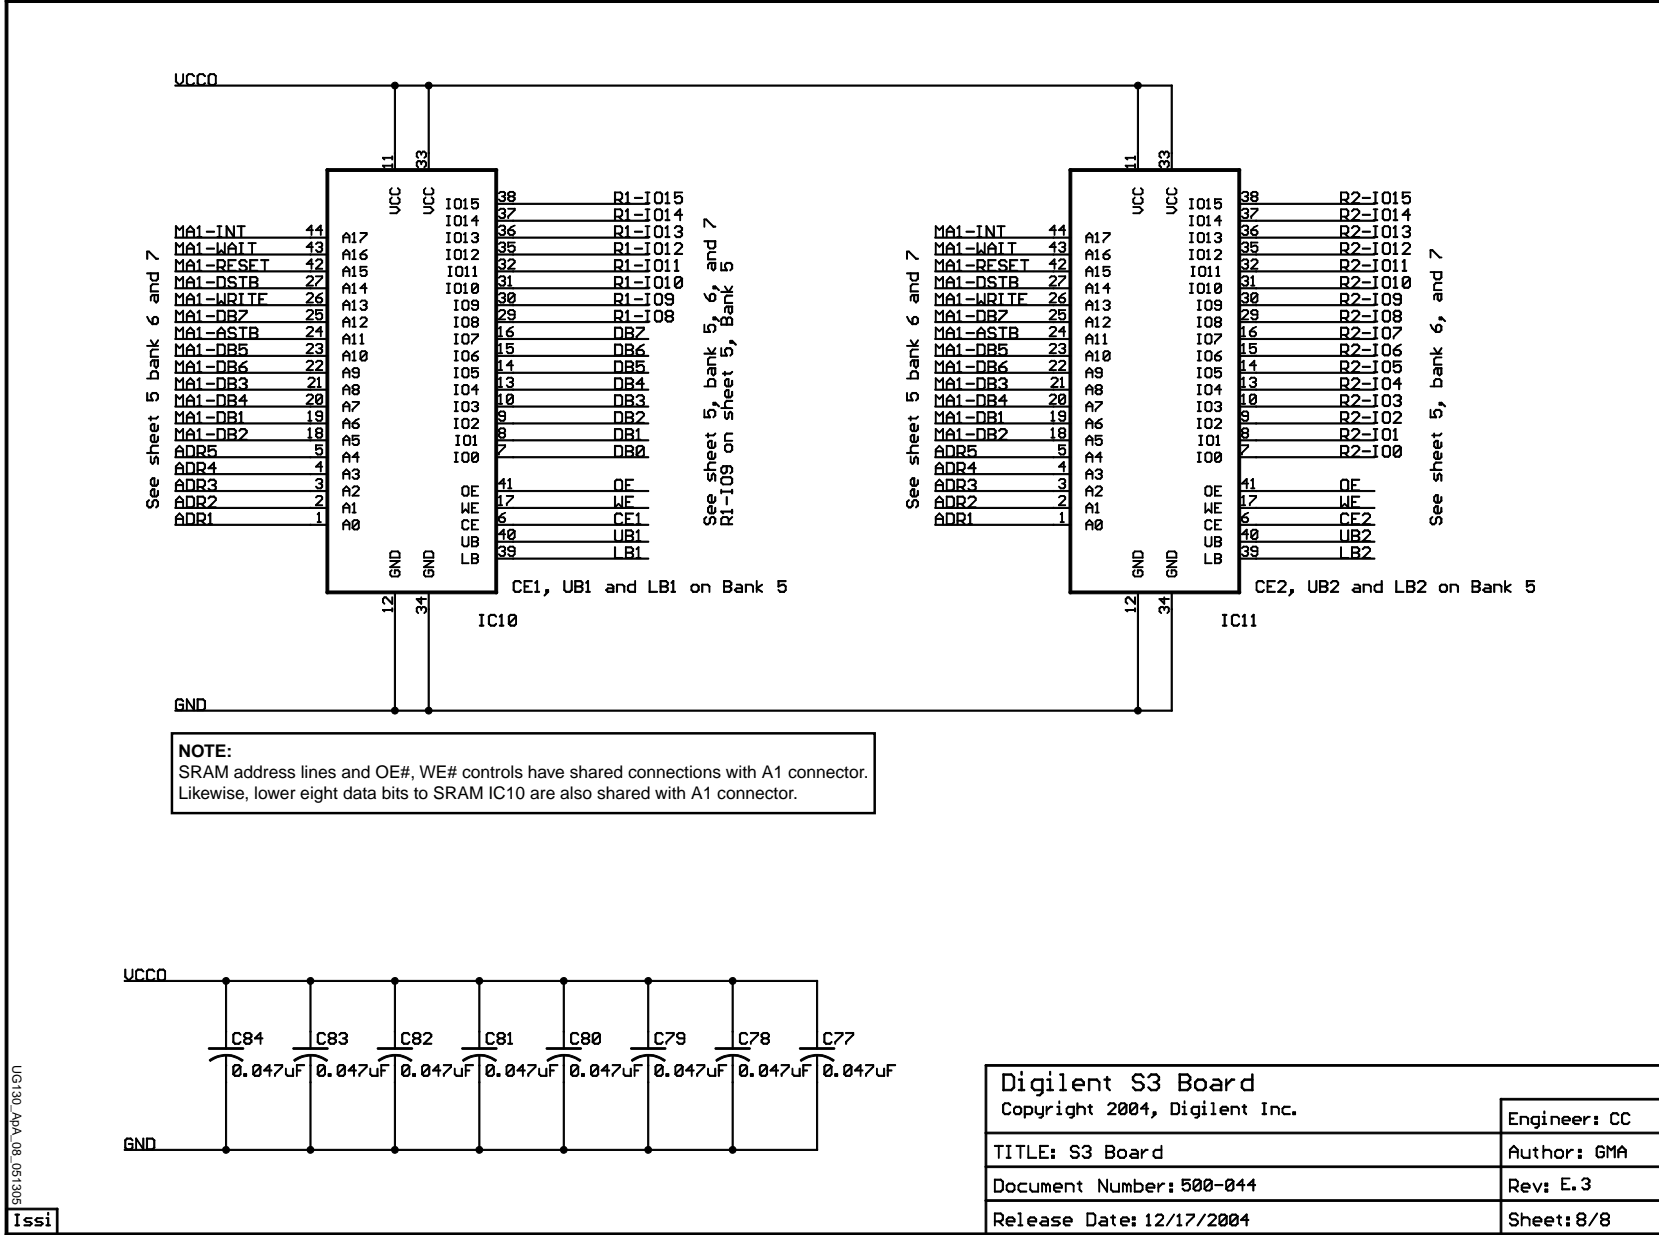 VCCO
11
33
11
33
VCC
VCC
VCC
VCC
MA1-INT 44 A17
MA1-WAIT 43 A16
MA1-RESET 42 A15
MA1-DSTB 27 A14
MA1-WRITE 26 A13
MA1-DB7 25 A12
MA1-ASTB 24 A11
MA1-DB5 23 A10
MA1-DB6 22 A9
MA1-DB3 21 A8
MA1-DB4 20 A7
MA1-DB1 19 A6
MA1-DB2 18 A5
ADR5 5 A4
ADR4 4 A3
ADR3 3 A2
ADR2 2 A1
ADR1 1 A0
See sheet 5 bank 6 and 7
IO15 38 R1-IO15
IO14 37 R1-IO14
IO13 36 R1-IO13
IO12 35 R1-IO12
IO11 32 R1-IO11
IO10 31 R1-IO10
IO9 30 R1-IO9
IO8 29 R1-IO8
IO7 16 DB7
IO6 15 DB6
IO5 14 DB5
IO4 13 DB4
IO3 10 DB3
IO2 9 DB2
IO1 8 DB1
IO0 7 DB0
OE 41 OE
WE 17 WE
CE 6 CE1
UB 40 UB1
LB 39 LB1
See sheet 5, bank 5, 6, and 7
R1-IO9 on sheet 5, Bank 5
GND
GND
12
34
CE1, UB1 and LB1 on Bank 5
IC10
MA1-INT 44 A17
MA1-WAIT 43 A16
MA1-RESET 42 A15
MA1-DSTB 27 A14
MA1-WRITE 26 A13
MA1-DB7 25 A12
MA1-ASTB 24 A11
MA1-DB5 23 A10
MA1-DB6 22 A9
MA1-DB3 21 A8
MA1-DB4 20 A7
MA1-DB1 19 A6
MA1-DB2 18 A5
ADR5 5 A4
ADR4 4 A3
ADR3 3 A2
ADR2 2 A1
ADR1 1 A0
See sheet 5 bank 6 and 7
IO15 38 R2-IO15
IO14 37 R2-IO14
IO13 36 R2-IO13
IO12 35 R2-IO12
IO11 32 R2-IO11
IO10 31 R2-IO10
IO9 30 R2-IO9
IO8 29 R2-IO8
IO7 16 R2-IO7
IO6 15 R2-IO6
IO5 14 R2-IO5
IO4 13 R2-IO4
IO3 10 R2-IO3
IO2 9 R2-IO2
IO1 8 R2-IO1
IO0 7 R2-IO0
OE 41 OE
WE 17 WE
CE 6 CE2
UB 40 UB2
LB 39 LB2
See sheet 5, bank 6, and 7
GND
GND
12
34
CE2, UB2 and LB2 on Bank 5
IC11
GND
NOTE:
SRAM address lines and OE#, WE# controls have shared connections with A1 connector.
Likewise, lower eight data bits to SRAM IC10 are also shared with A1 connector.
VCCO
C84 C83 C82 C81 C80 C79 C78 C77
0.047uF 0.047uF 0.047uF 0.047uF 0.047uF 0.047uF 0.047uF 0.047uF
GND
UG130_ApA_08_051305
Issi
Digilent S3 Board
Copyright 2004, Digilent Inc.
Engineer: CC
TITLE: S3 Board
Author: GMA
Document Number: 500-044
Rev: E.3
Release Date: 12/17/2004
Sheet: 8/8